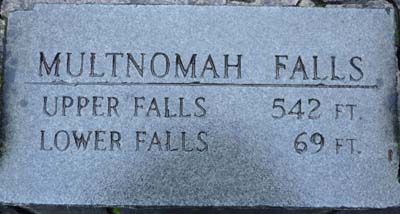 MULTNOMAH FALLS
UPPER FALLS 542 FT.
LOWER FALLS 69 FT.